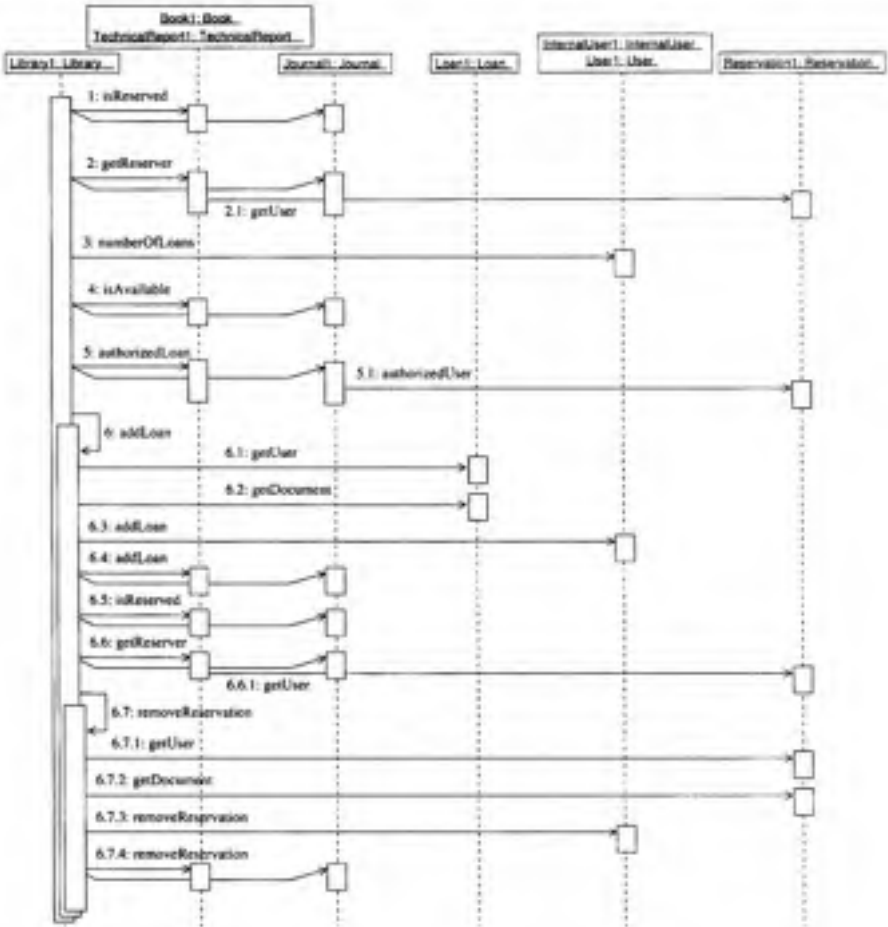 Book1: Book
TechnicalReport1: TechnicalReport
InternalUser1: InternalUser
User1: User
Library1: Library
Journal1: Journal
Loan1: Loan
Reservation1: Reservation
1: isReserved
2: getReserver
2.1: getUser
3: numberOfLoans
4: isAvailable
5: authorizedLoan
5.1: authorizedUser
6: addLoan
6.1: getUser
6.2: getDocument
6.3: addLoan
6.4: addLoan
6.5: isReserved
6.6: getReserver
6.6.1: getUser
6.7: removeReservation
6.7.1: getUser
6.7.2: getDocument
6.7.3: removeReservation
6.7.4: removeReservation